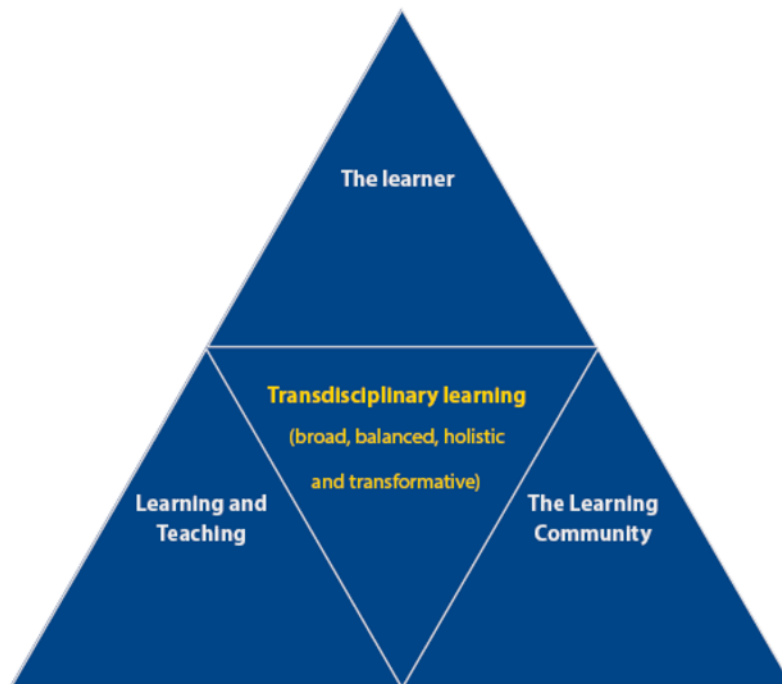 The learner
Transdisciplinary learning
(broad, balanced, holistic
and transformative)
Learning and
Teaching
The Learning
Community